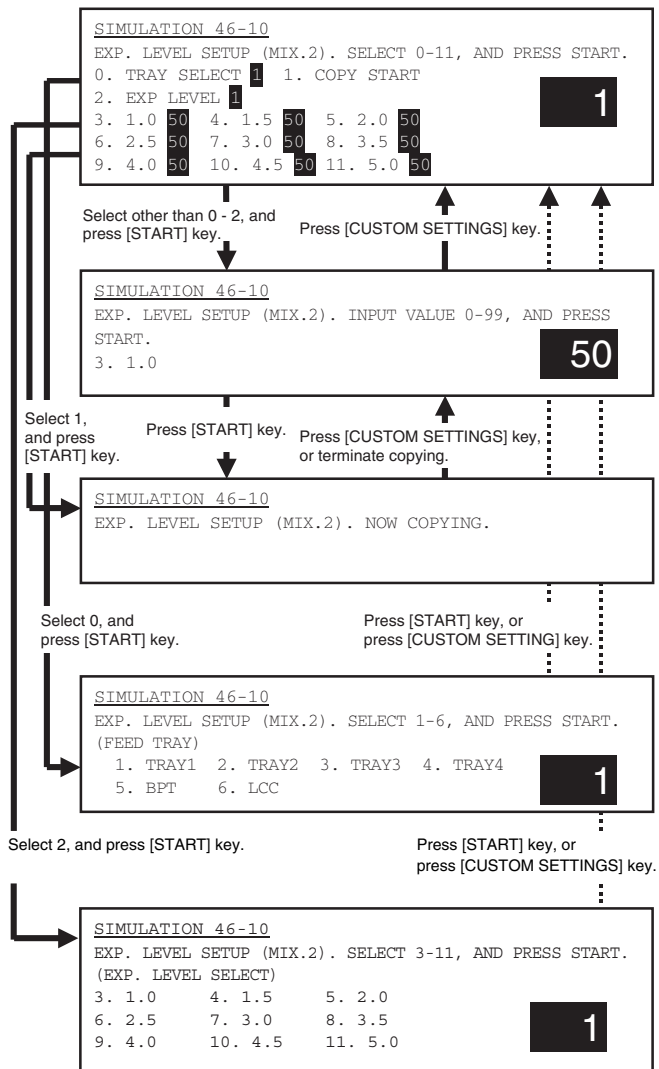 SIMULATION 46-10
EXP. LEVEL SETUP (MIX.2). SELECT 0-11, AND PRESS START.
0. TRAY SELECT 1 1. COPY START
2. EXP LEVEL 1
1
3. 1.0 50 4. 1.5 50 5. 2.0 50
6. 2.5 50 7. 3.0 50 8. 3.5 50
9. 4.0 50 10. 4.5 50 11. 5.0 50
Select other than 0 - 2, and
press [START] key.
Press [CUSTOM SETTINGS] key.
SIMULATION 46-10
EXP. LEVEL SETUP (MIX.2). INPUT VALUE 0-99, AND PRESS
START.
3. 1.0
50
Select 1,
and press
[START] key.
Press [START] key.
Press [CUSTOM SETTINGS] key,
or terminate copying.
SIMULATION 46-10
EXP. LEVEL SETUP (MIX.2). NOW COPYING.
Select 0, and
press [START] key.
Press [START] key, or
press [CUSTOM SETTING] key.
SIMULATION 46-10
EXP. LEVEL SETUP (MIX.2). SELECT 1-6, AND PRESS START.
(FEED TRAY)
1. TRAY1 2. TRAY2 3. TRAY3 4. TRAY4
5. BPT 6. LCC
1
Select 2, and press [START] key.
Press [START] key, or
press [CUSTOM SETTINGS] key.
SIMULATION 46-10
EXP. LEVEL SETUP (MIX.2). SELECT 3-11, AND PRESS START.
(EXP. LEVEL SELECT)
3. 1.0 4. 1.5 5. 2.0
6. 2.5 7. 3.0 8. 3.5
9. 4.0 10. 4.5 11. 5.0
1